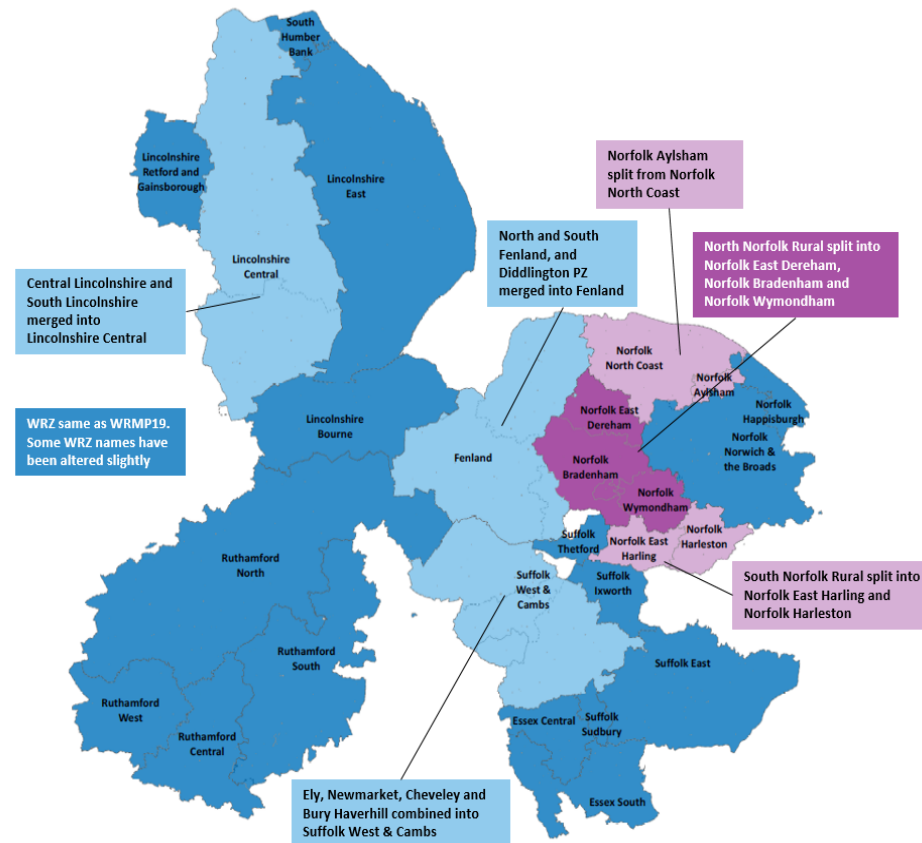 South
Humber
Bank
Lincolnshire
Retford and
Gainsborough
Lincolnshire
East
Norfolk Aylsham
split from Norfolk
North Coast
North and South
Fenland, and
Diddlington PZ
merged into Fenland
North Norfolk Rural split into
Norfolk East Dereham,
Norfolk Bradenham and
Norfolk Wymondham
Lincolnshire
Central
Central Lincolnshire and
South Lincolnshire
merged into
Lincolnshire Central
Norfolk
North Coast
Norfolk
Aylsham
Norfolk
Happisburgh
Norfolk East
Dereham
Lincolnshire
Bourne
WRZ same as WRMP19.
Some WRZ names have
been altered slightly
Norfolk
Norwich &
the Broads
Fenland
Norfolk
Bradenham
Norfolk
Wymondham
Norfolk
Harleston
Suffolk
Thetford
Norfolk East
Harling
Ruthamford
North
Suffolk
West &
Cambs
Suffolk
Ixworth
South Norfolk Rural split into
Norfolk East Harling and
Norfolk Harleston
Ruthamford
South
Suffolk East
Ruthamford
West
Ruthamford
Central
Essex Central
Suffolk
Sudbury
Essex South
Ely, Newmarket, Cheveley and
Bury Haverhill combined into
Suffolk West & Cambs